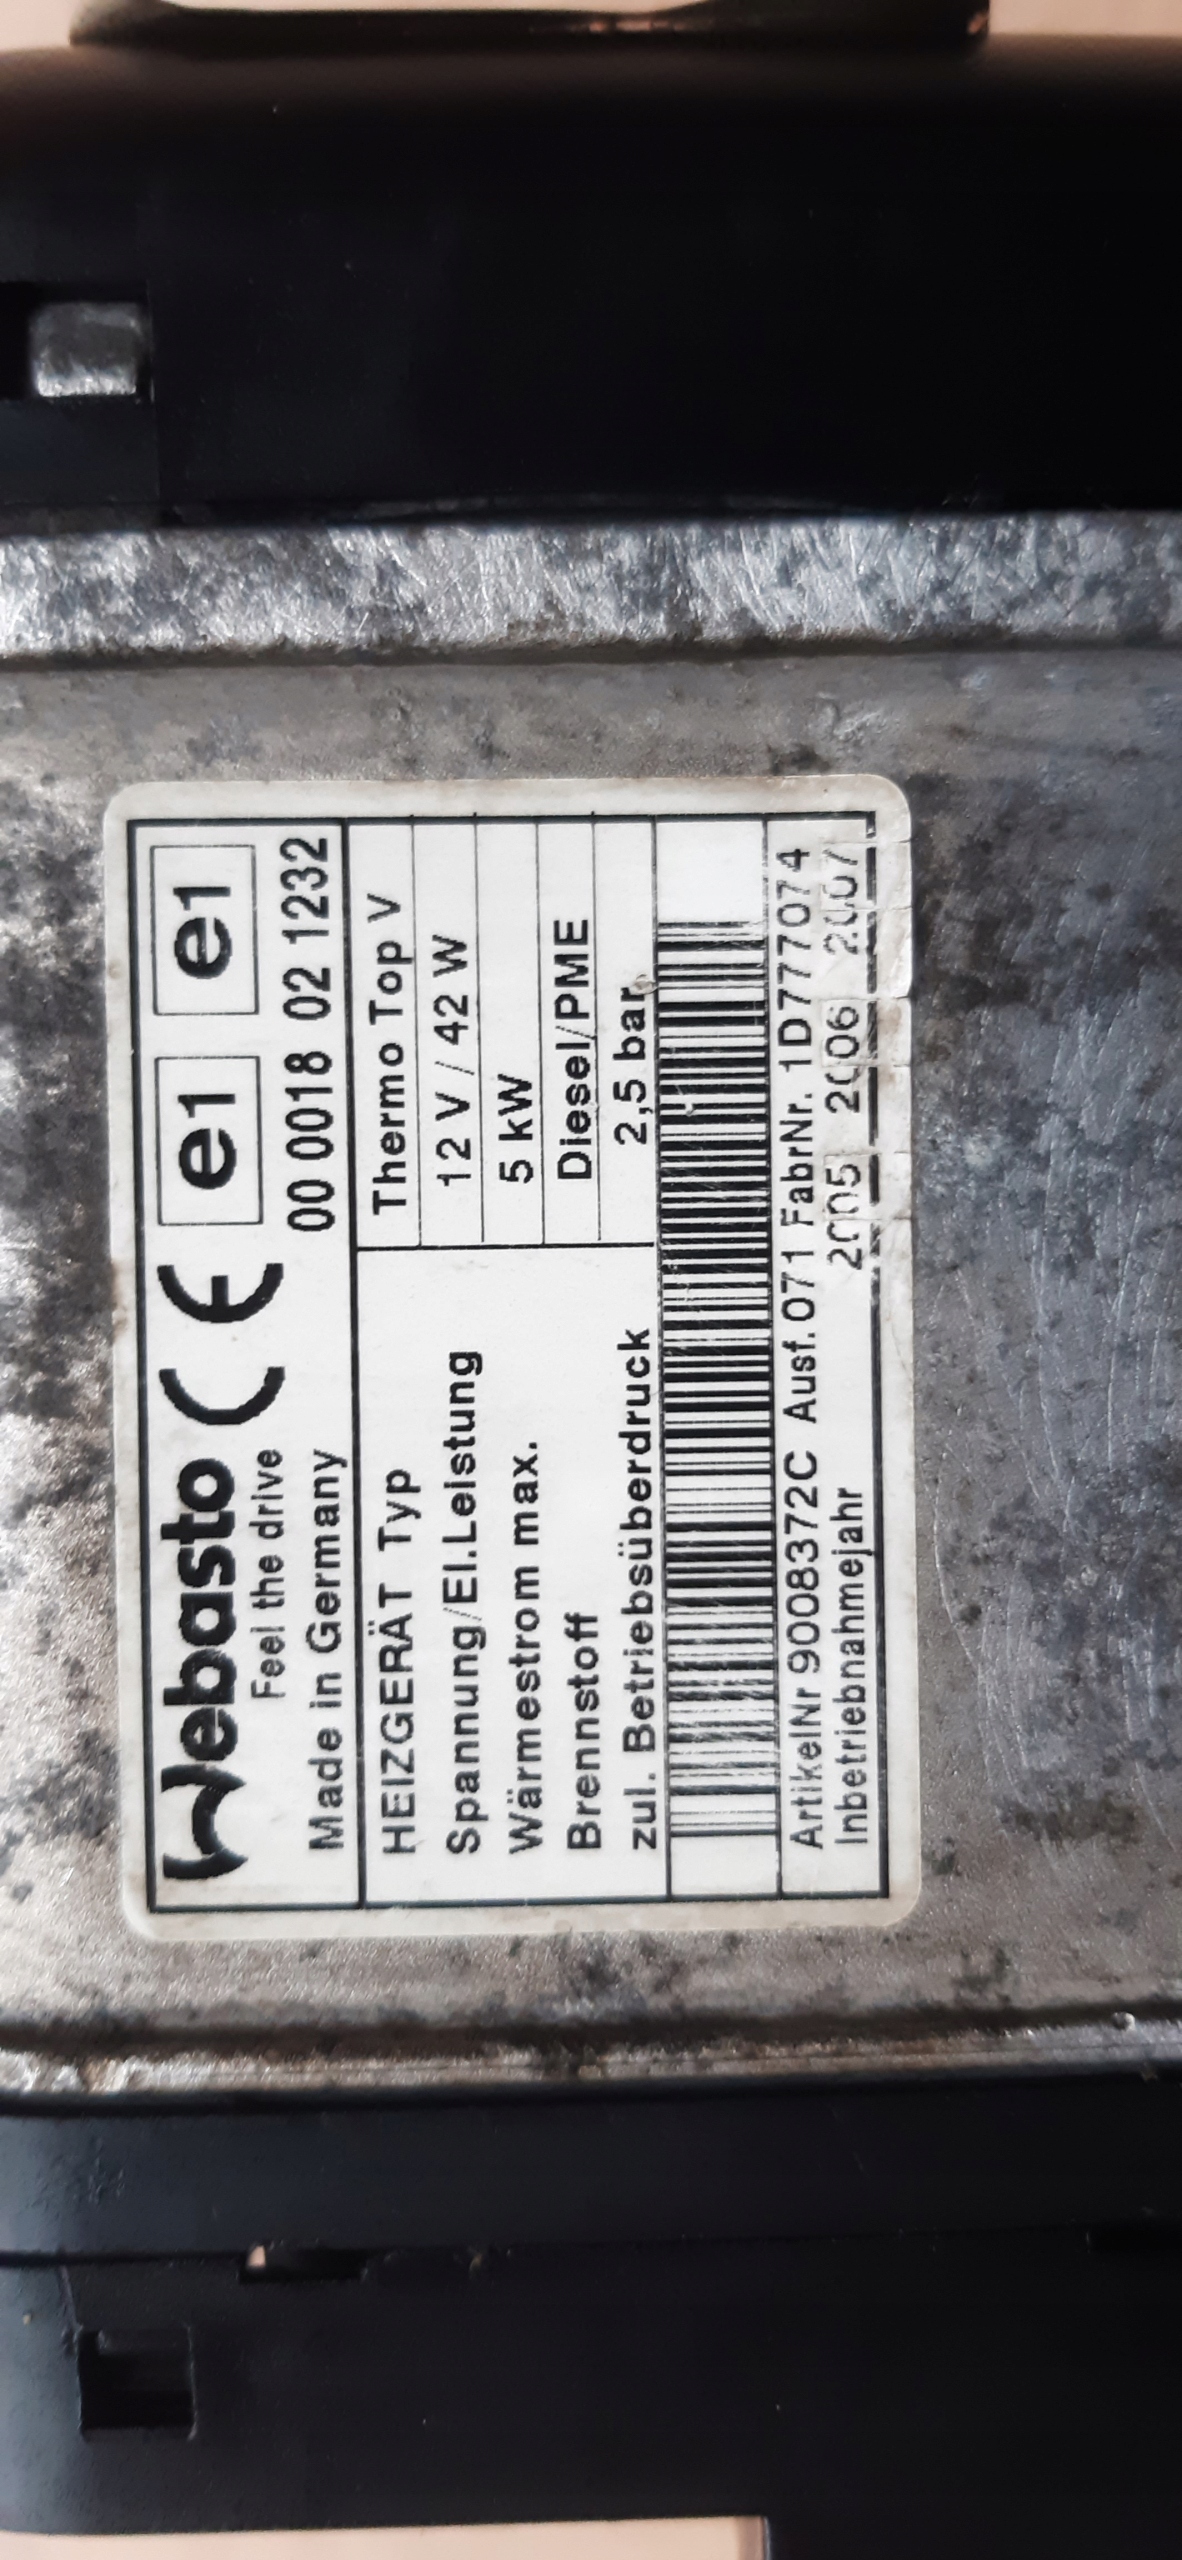 Webasto CE e1 e1
Feel the drive
Made in Germany 00 0018 02 1232
HEIZGERÄT Typ Thermo Top V
Spannung/El.Leistung 12 V / 42 W
Wärmestrom max. 5 kW
Brennstoff Diesel/PME
zul. Betriebsüberdruck 2,5 bar
ArtikelNr 9008372C Ausf.071 FabrNr. 1D777074
Inbetriebnahmejahr 2005 2006 2007